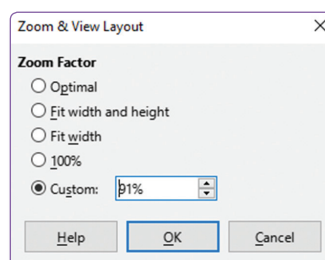 Zoom & View Layout
Zoom Factor
Optimal
Fit width and height
Fit width
100%
Custom: 91%
Help OK Cancel